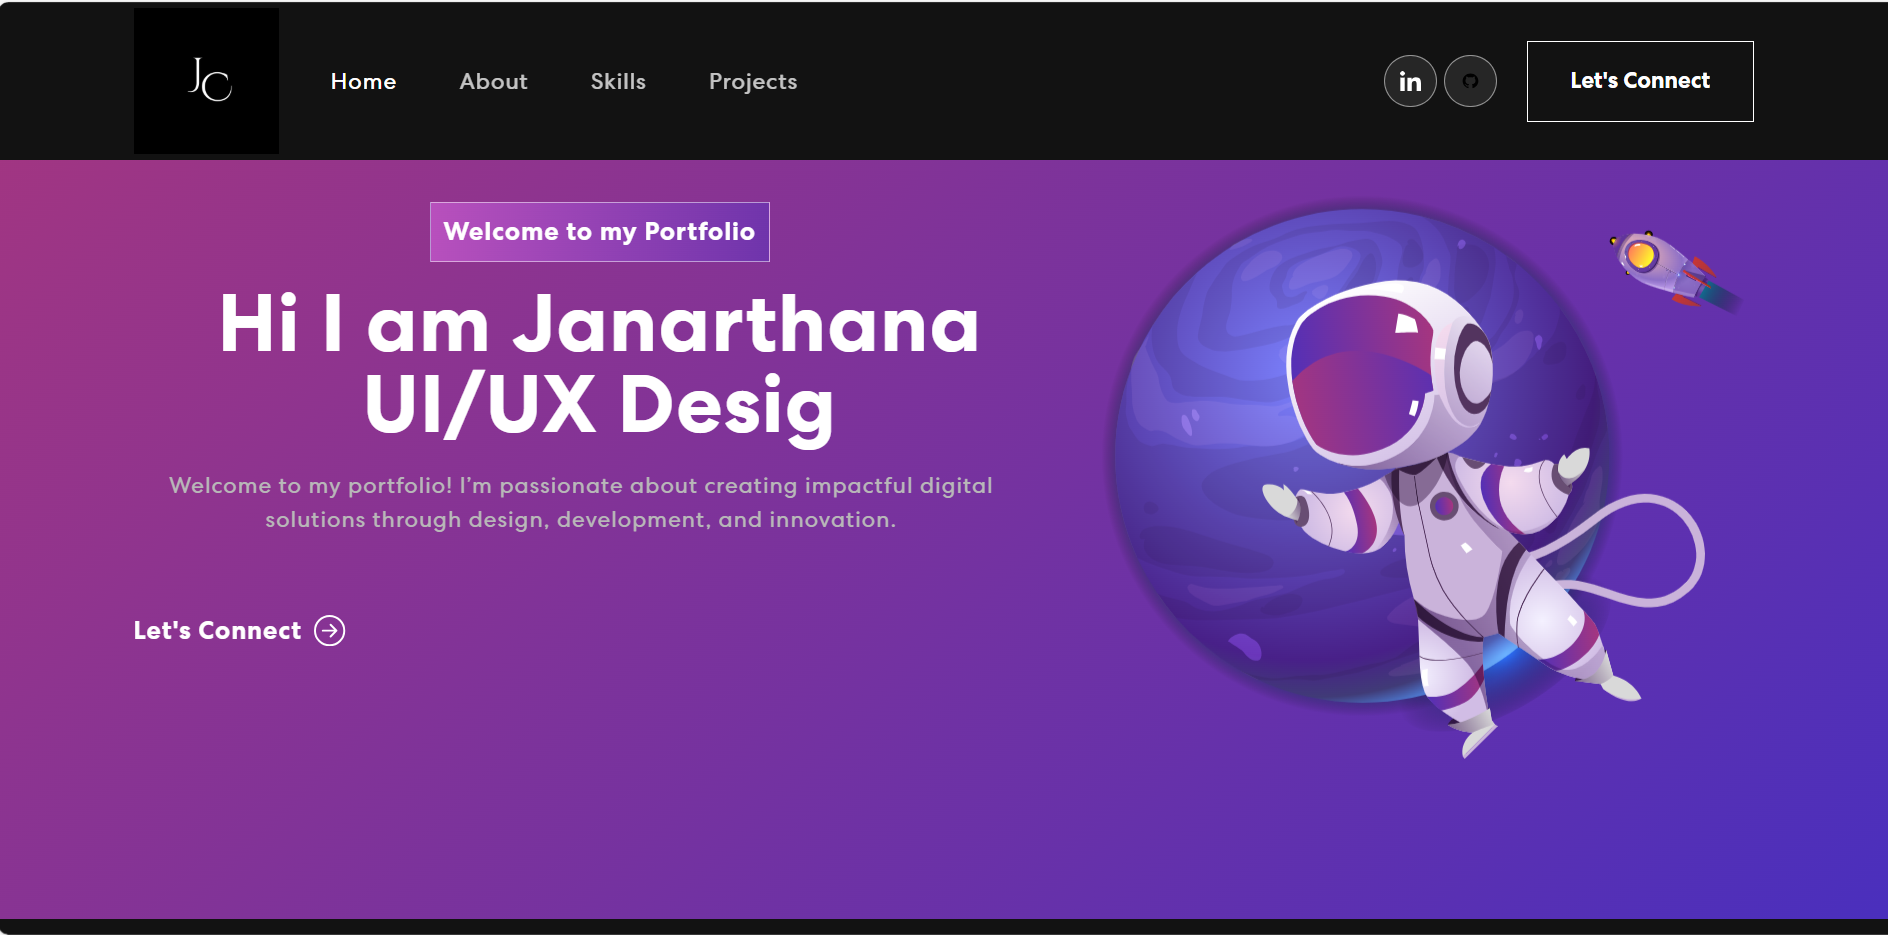 JC
Home About Skills Projects
in
Let's Connect
Welcome to my Portfolio
Hi I am Janarthana
UI/UX Desig
Welcome to my portfolio! I’m passionate about creating impactful digital
solutions through design, development, and innovation.
Let's Connect